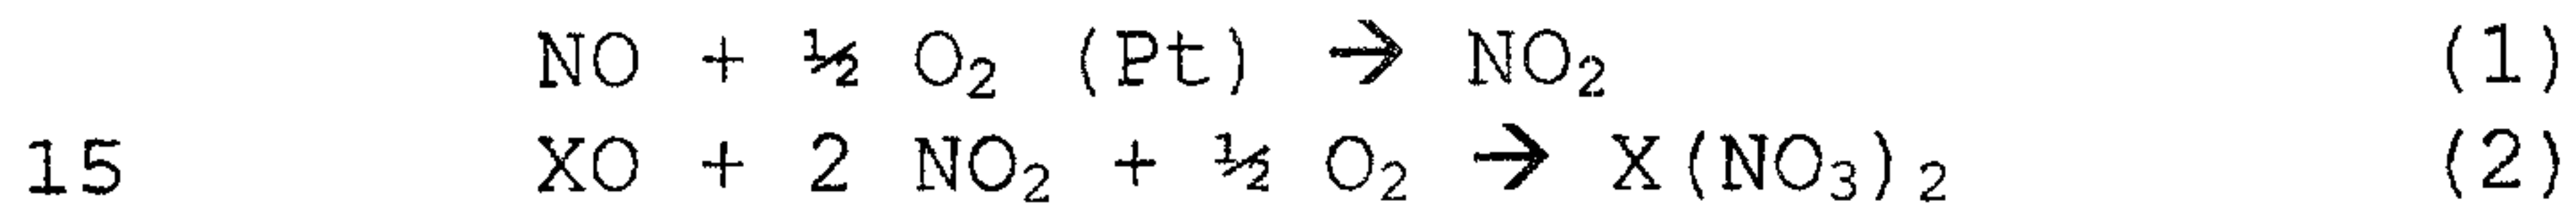 NO + ½ O₂ (Pt) → NO₂ (1)
15 XO + 2 NO₂ + ½ O₂ → X(NO₃)₂ (2)